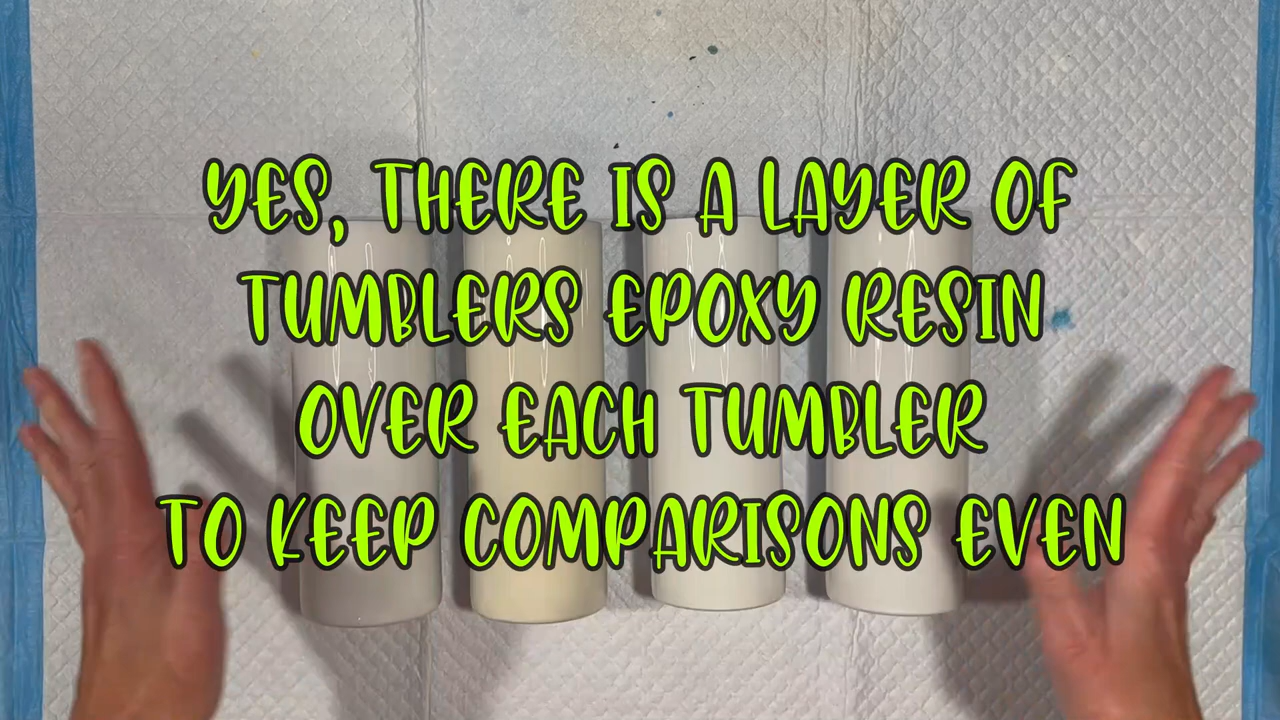 YES, THERE IS A LAYER OF
TUMBLERS EPOXY RESIN
OVER EACH TUMBLER
TO KEEP COMPARISONS EVEN